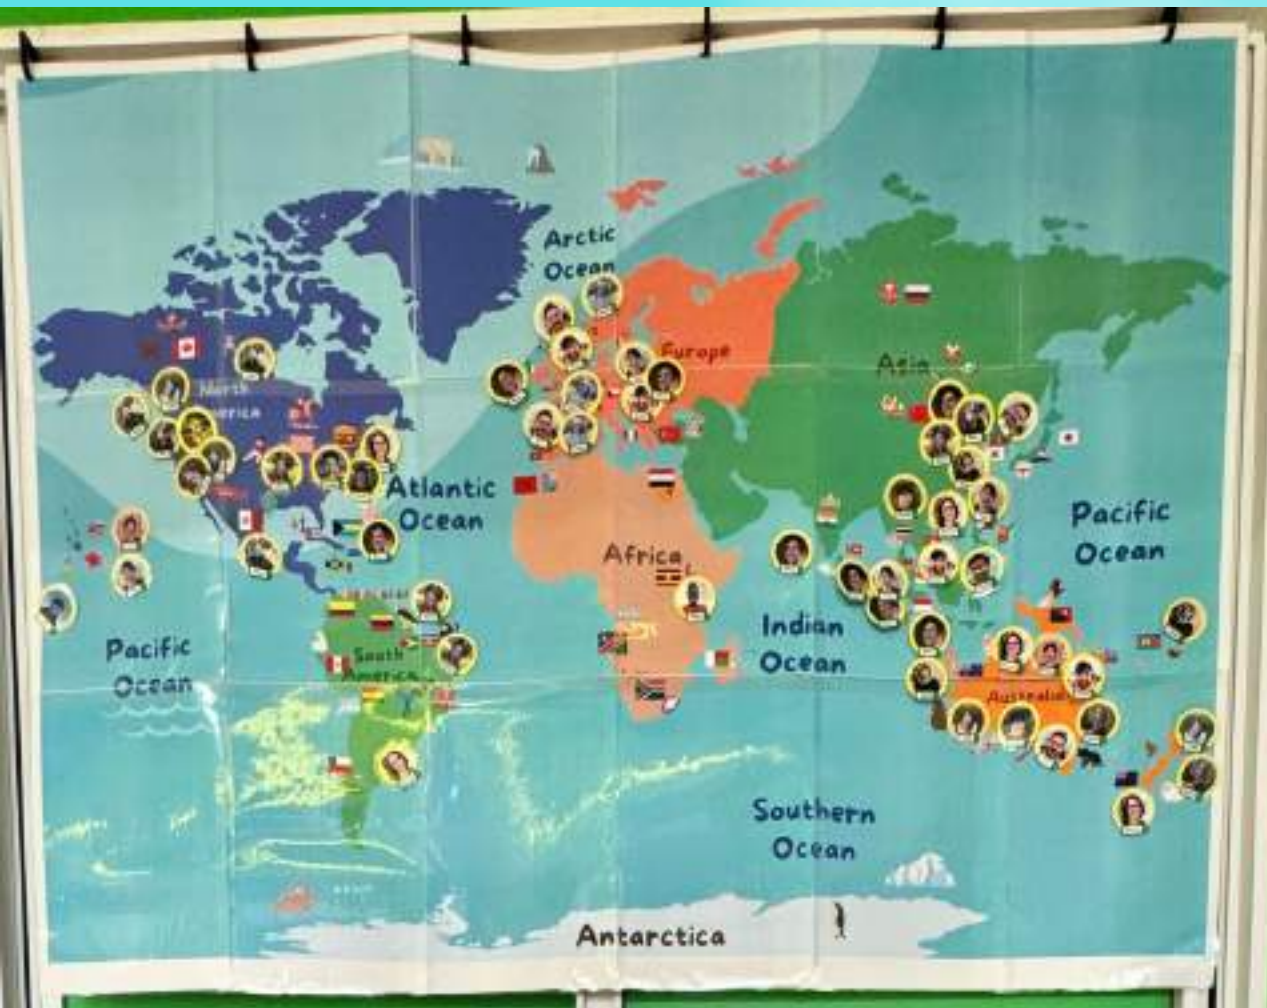 Arctic
Ocean
Europe
Asia
North
America
Atlantic
Ocean
Pacific
Ocean
Africa
Indian
Ocean
Pacific
Ocean
South
America
Australia
Southern
Ocean
Antarctica